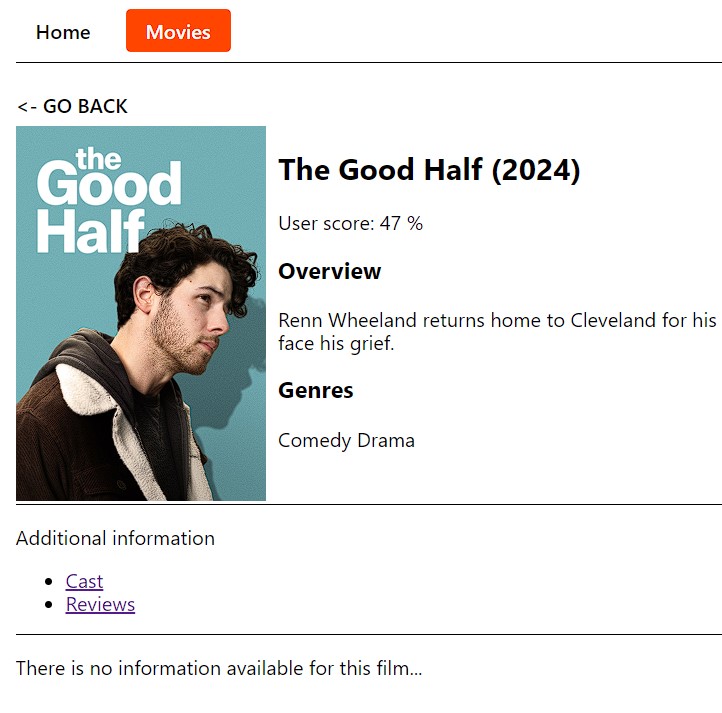 Home Movies
<- GO BACK
the
Good
Half
The Good Half (2024)
User score: 47 %
Overview
Renn Wheeland returns home to Cleveland for his
face his grief.
Genres
Comedy Drama
Additional information
Cast
Reviews
There is no information available for this film...